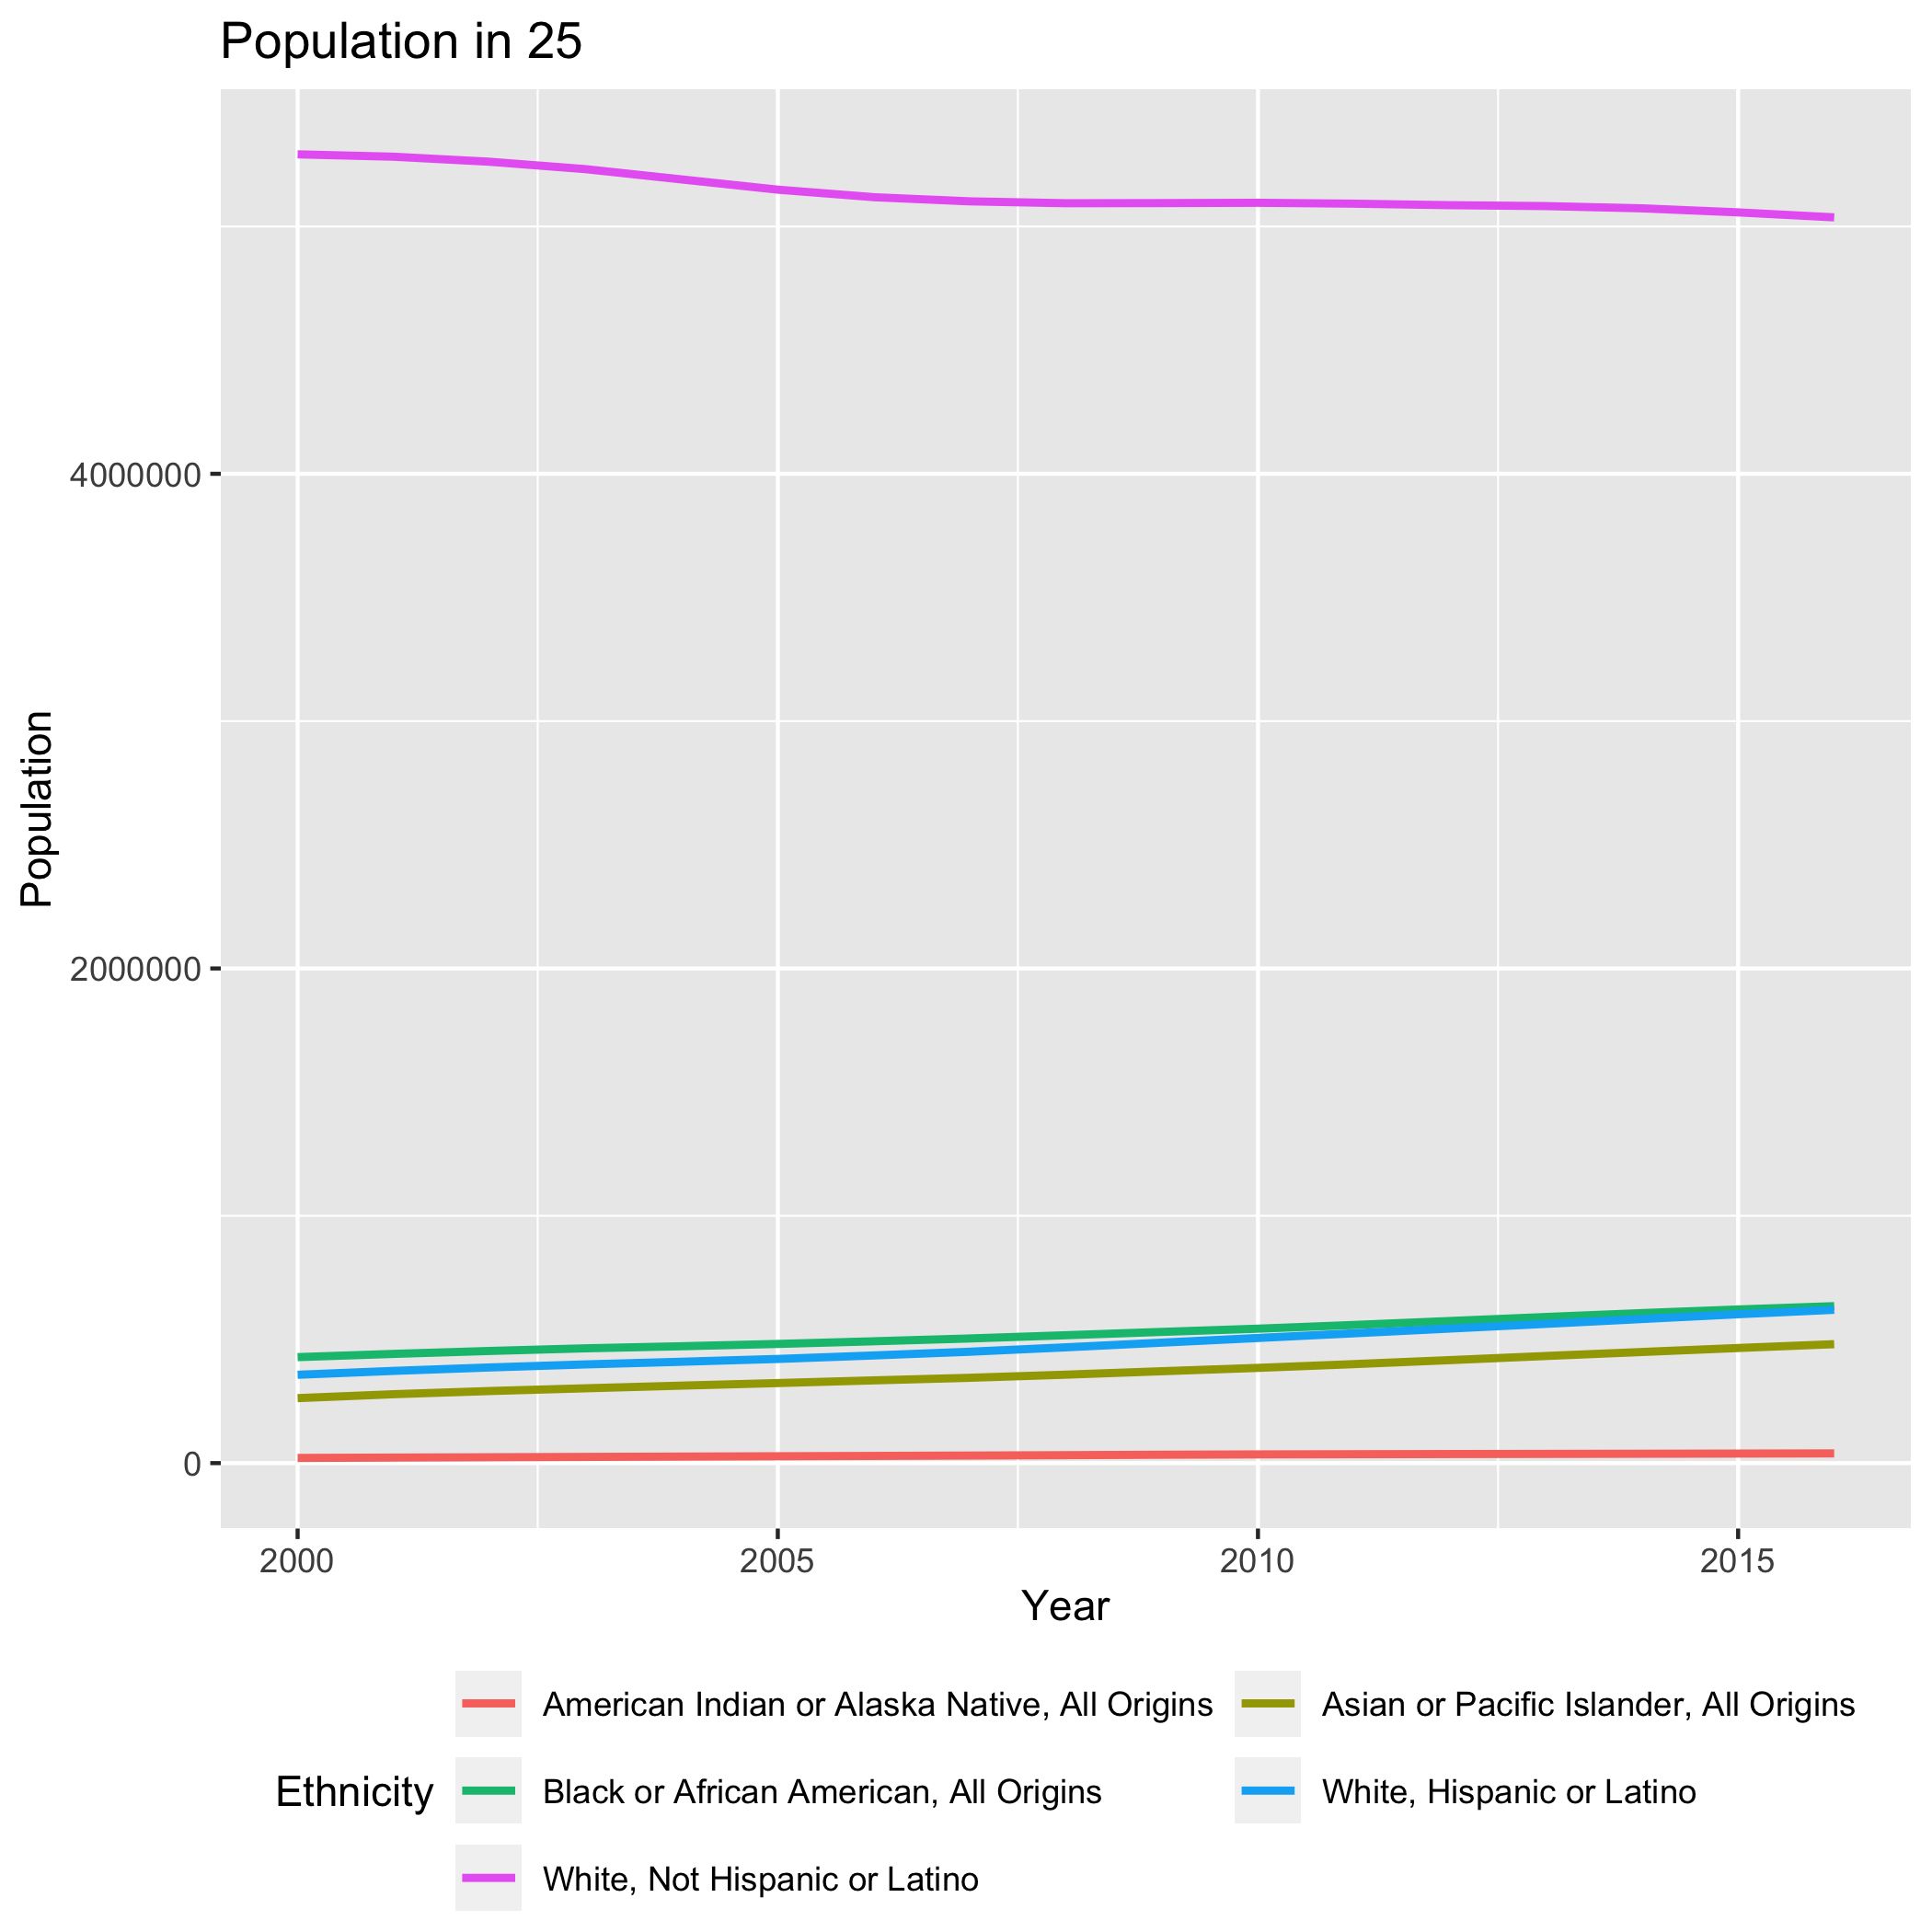 Population in 25
Population
4000000
2000000
0
2000 2005 2010 2015
Year
Ethnicity
American Indian or Alaska Native, All Origins
Asian or Pacific Islander, All Origins
Black or African American, All Origins
White, Hispanic or Latino
White, Not Hispanic or Latino